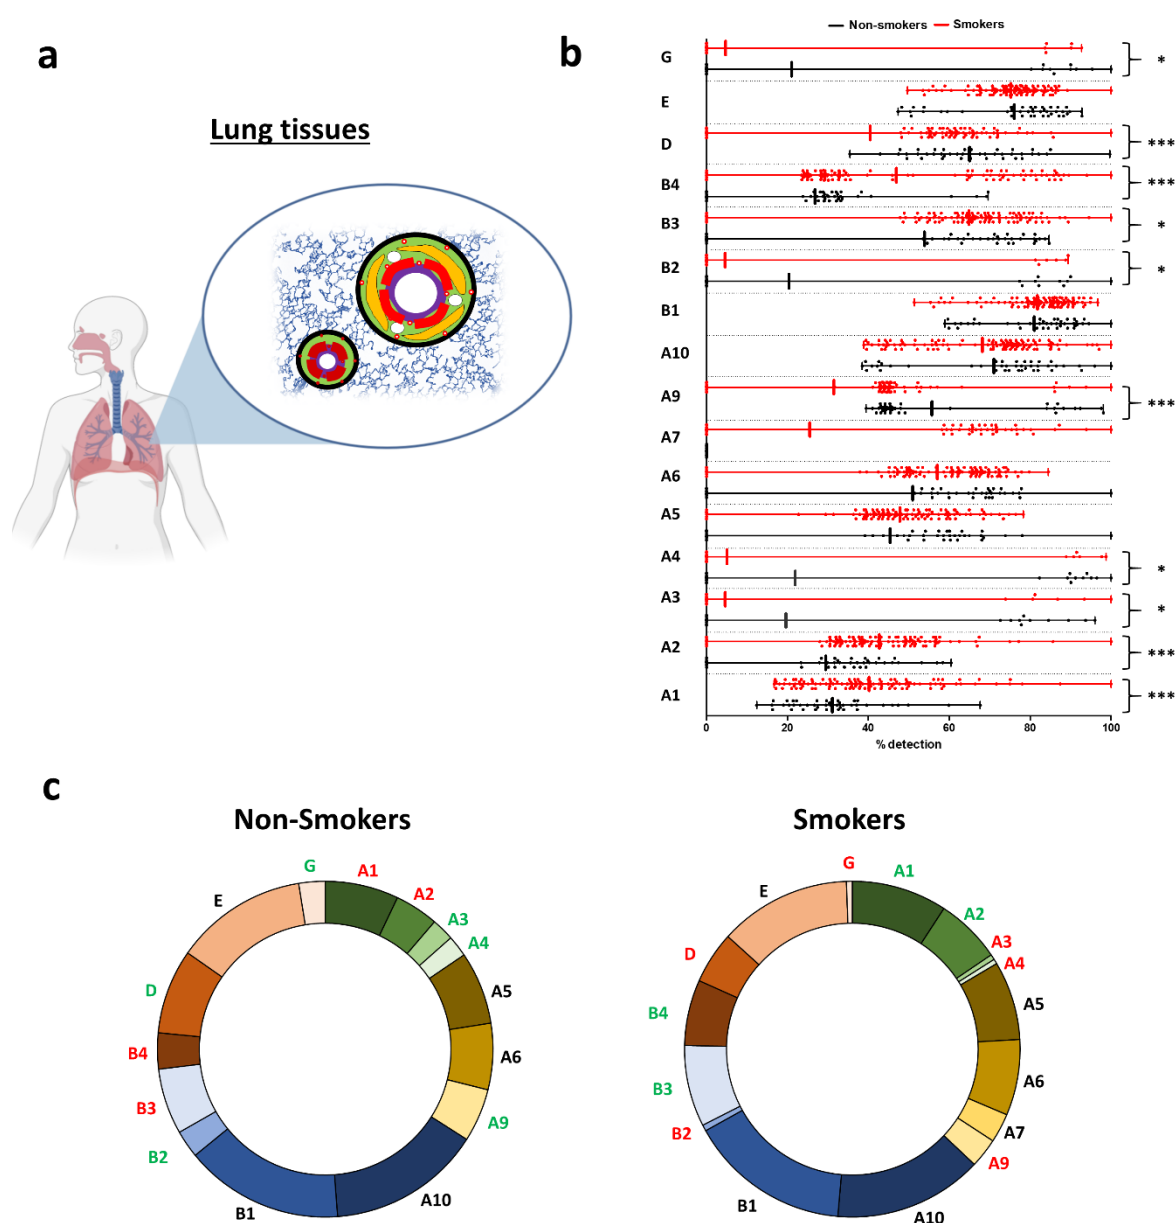 a
Lung tissues
b
Non-smokers Smokers
G *
E
D ***
B4 ***
B3 *
B2 *
B1
A10
A9 ***
A7
A6
A5
A4 *
A3 *
A2 ***
A1 ***
0 20 40 60 80 100
% detection
c
Non-Smokers
G A1 A2 A3 A4 A5 A6 A9 A10 B1 B2 B3 B4 D E
Smokers
G A1 A2 A3 A4 A5 A6 A7 A9 A10 B1 B2 B3 B4 D E